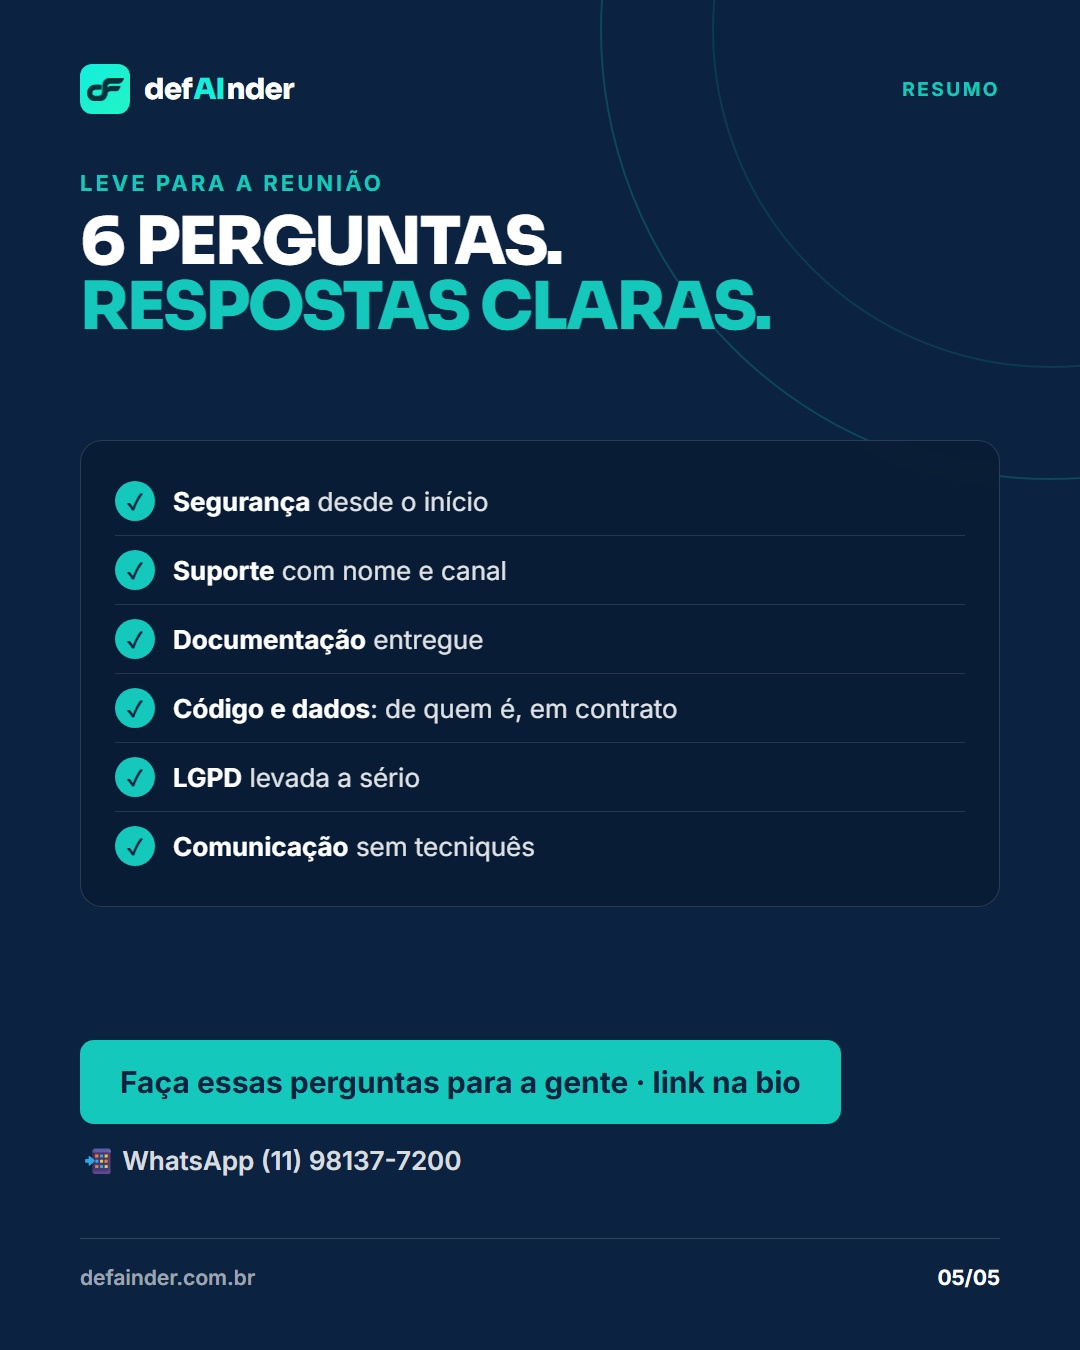 defAInder
RESUMO
LEVE PARA A REUNIÃO
6 PERGUNTAS.
RESPOSTAS CLARAS.
✓ Segurança desde o início
✓ Suporte com nome e canal
✓ Documentação entregue
✓ Código e dados: de quem é, em contrato
✓ LGPD levada a sério
✓ Comunicação sem tecniquês
Faça essas perguntas para a gente · link na bio
📲 WhatsApp (11) 98137-7200
defainder.com.br
05/05